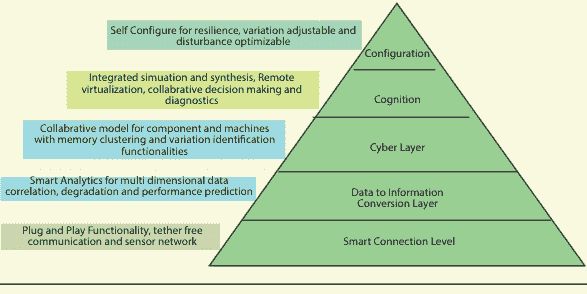 Self Configure for resilience, variation adjustable and
disturbance optimizable
Configuration
Integrated simuation and synthesis, Remote
virtualization, collabrative decision making and
diagnostics
Cognition
Collabrative model for component and machines
with memory clustering and variation identification
functionalities
Cyber Layer
Smart Analytics for multi dimensional data
correlation, degradation and performance prediction
Data to Information
Conversion Layer
Plug and Play Functionality, tether free
communication and sensor network
Smart Connection Level